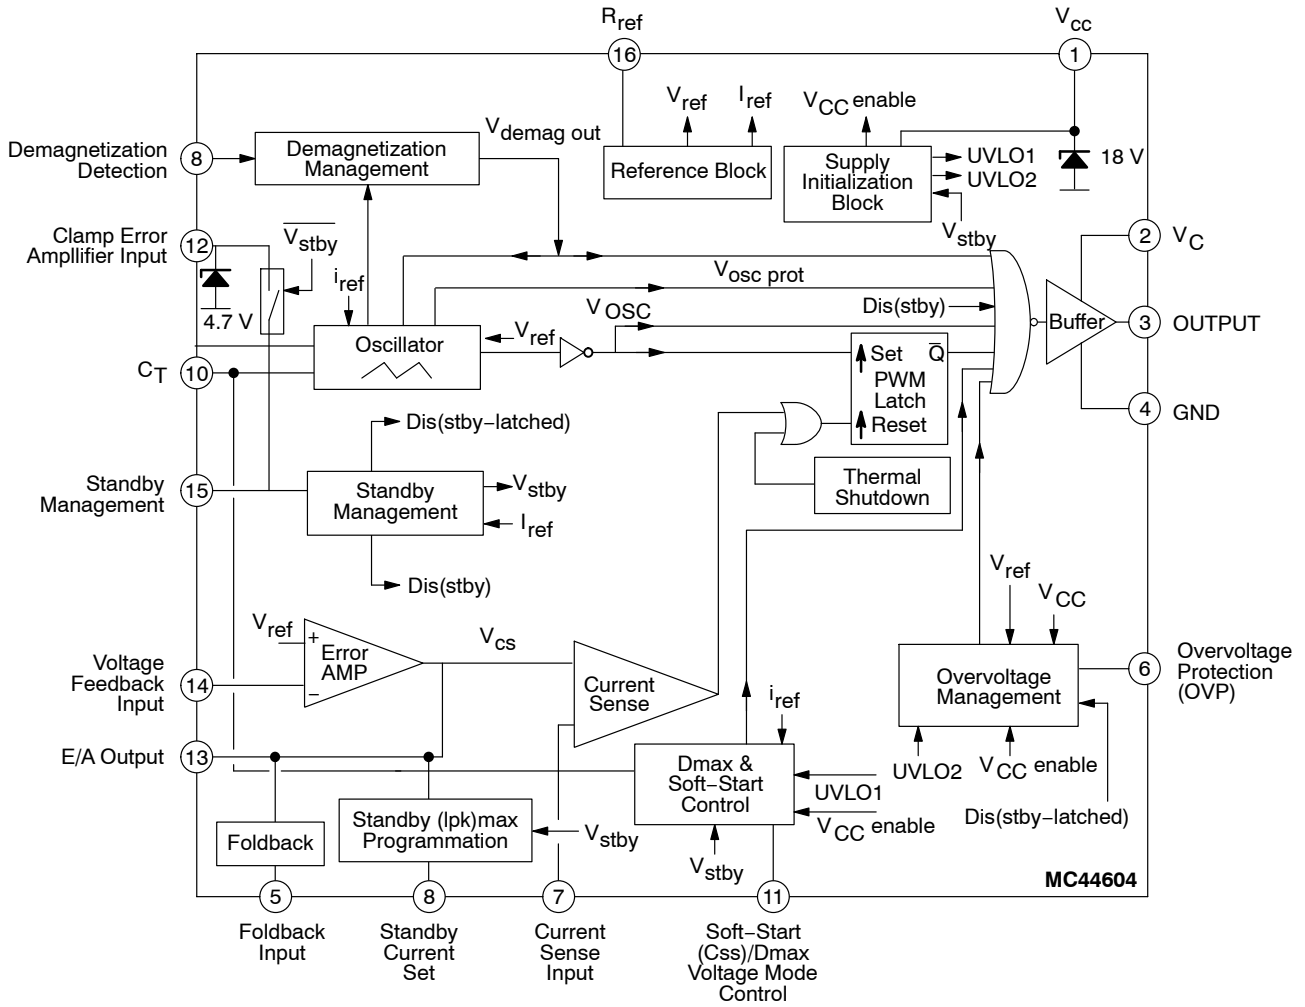 Rref
Vcc
16
1
Vref
Iref
VCC enable
Vdemag out
Demagnetization
Detection
8
Demagnetization
Management
Reference Block
Supply
Initialization
Block
UVLO1
UVLO2
18 V
Vstby
Clamp Error
Ampllifier Input
12
Vstby
iref
4.7 V
2
VC
Vosc prot
Dis(stby)
VOSC
Vref
Oscillator
Buffer
3
OUTPUT
CT
10
Set
Q
PWM
Latch
Reset
4
GND
Dis(stby–latched)
Thermal
Shutdown
Standby
Management
15
Standby
Management
Vstby
Iref
Dis(stby)
Vref
VCC
Vref
+
Error
AMP
–
Vcs
Voltage
Feedback
Input
14
Current
Sense
iref
Overvoltage
Management
6
Overvoltage
Protection
(OVP)
E/A Output
13
Dmax &
Soft–Start
Control
UVLO1
VCC enable
UVLO2
VCC enable
Dis(stby–latched)
Foldback
Standby (Ipk)max
Programmation
Vstby
Vstby
MC44604
5
8
7
11
Foldback
Input
Standby
Current
Set
Current
Sense
Input
Soft–Start
(Css)/Dmax
Voltage Mode
Control